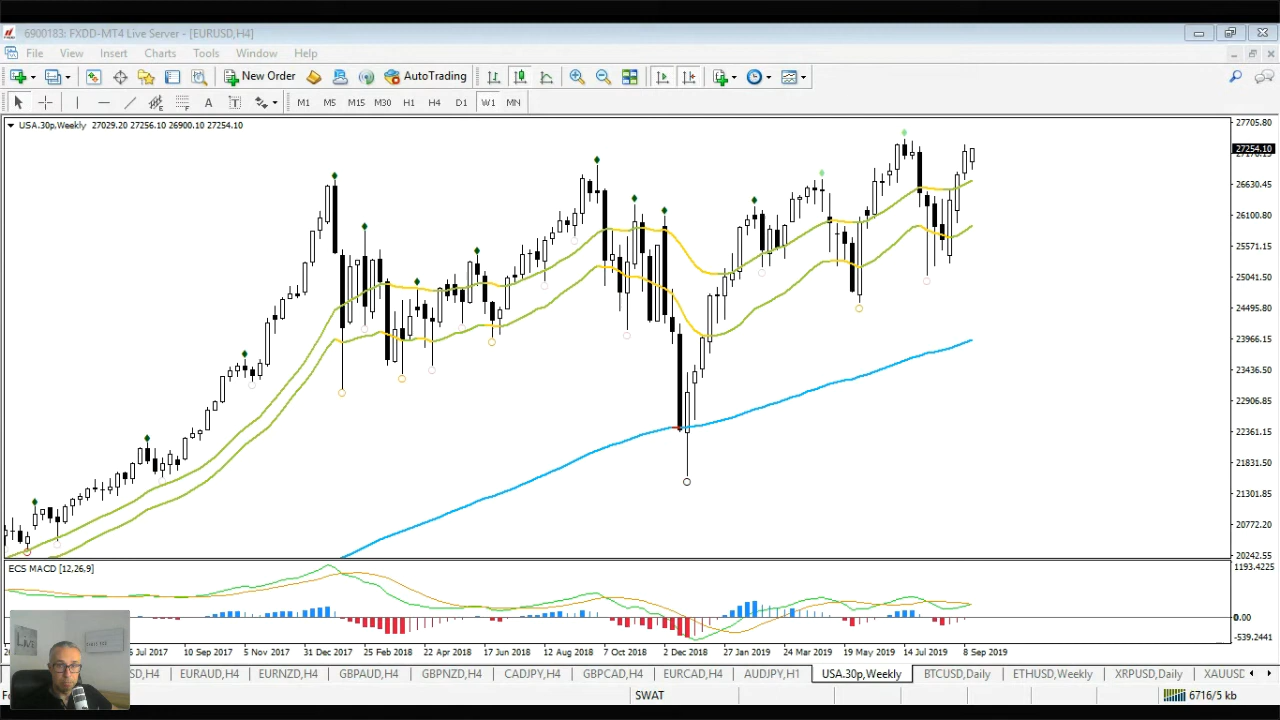 6900183: FXDD-MT4 Live Server - [EURUSD,H4]
File View Insert Charts Tools Options Window Help
New Order AutoTrading
A T M1 M5 M15 M30 H1 H4 D1 W1 MN
USA.30p,Weekly 27029.20 27256.10 26900.10 27254.10
27705.80
27254.10
26630.45
26100.80
25571.15
25041.50
24495.80
23966.15
23436.50
22906.85
22361.15
21831.50
21301.85
20772.20
20242.55
ECS MACD [12,26,9]
1193.4225
0.00
-539.2441
Jul 2017 10 Sep 2017 5 Nov 2017 31 Dec 2017 25 Feb 2018 22 Apr 2018 17 Jun 2018 12 Aug 2018 7 Oct 2018 2 Dec 2018 27 Jan 2019 24 Mar 2019 19 May 2019 14 Jul 2019 8 Sep 2019
SD,H4 EURAUD,H4 EURNZD,H4 GBPAUD,H4 GBPNZD,H4 CADJPY,H4 GBPCAD,H4 EURCAD,H4 AUDJPY,H1 USA.30p,Weekly BTCUSD,Daily ETHUSD,Weekly XRPUSD,Daily XAUUSD
SWAT 6716/5 kb